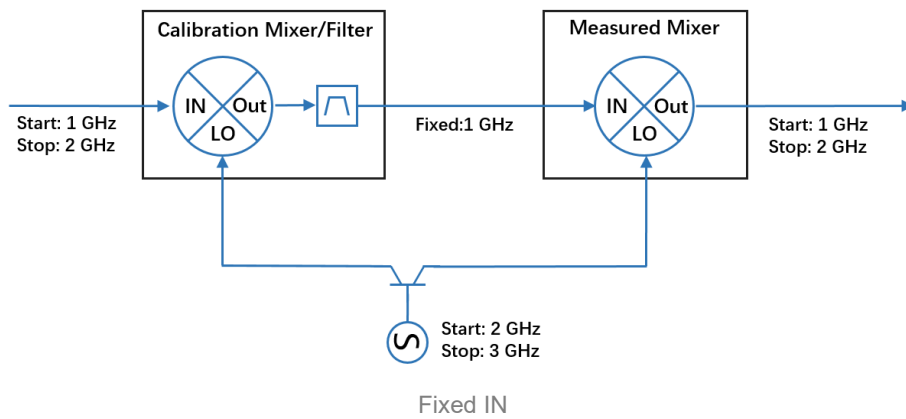 Calibration Mixer/Filter
Measured Mixer
IN
Out
LO
IN
Out
LO
Start: 1 GHz
Stop: 2 GHz
Fixed:1 GHz
Start: 1 GHz
Stop: 2 GHz
Start: 2 GHz
Stop: 3 GHz
Fixed IN